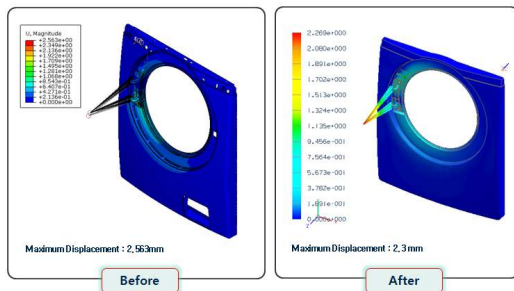 U, Magnitude
+2.563e+00
+2.349e+00
+2.136e+00
+1.922e+00
+1.709e+00
+1.495e+00
+1.281e+00
+1.068e+00
+8.543e-01
+6.407e-01
+4.271e-01
+2.136e-01
+0.000e+00
Maximum Displacement : 2,563mm
Before
2.269e+000
2.080e+000
1.891e+000
1.702e+000
1.513e+000
1.324e+000
1.135e+000
9.456e-001
7.564e-001
5.673e-001
3.782e-001
1.891e-001
0.000e+000
Maximum Displacement : 2,3 mm
After